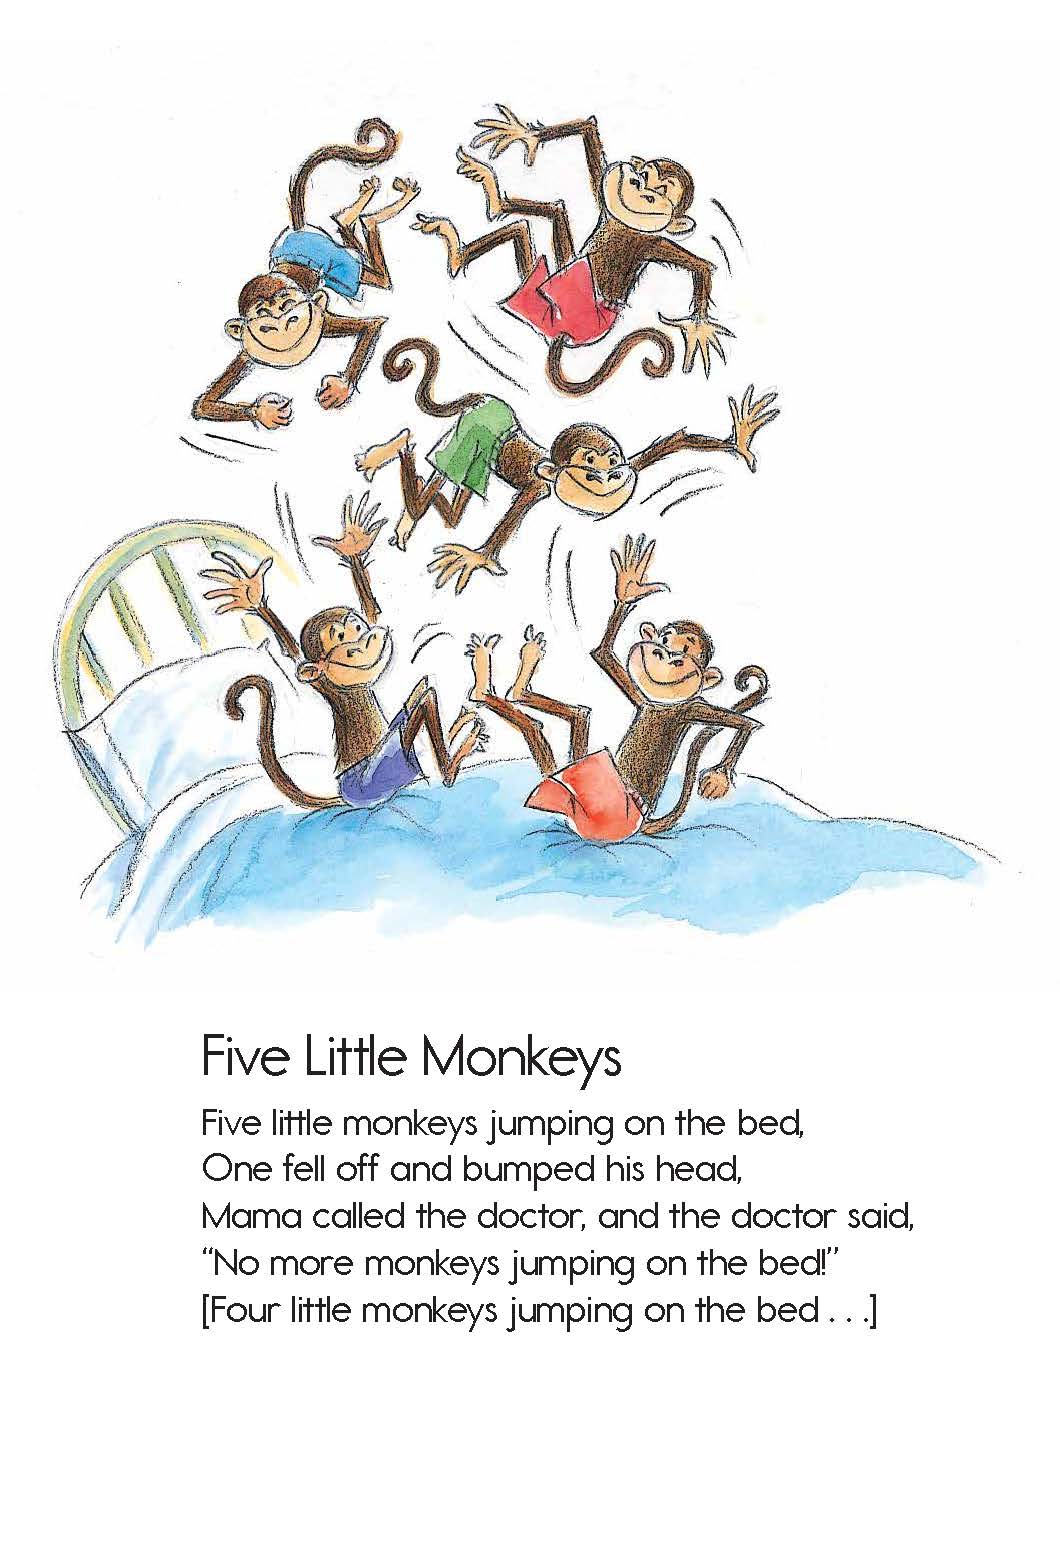 Five Little Monkeys
Five little monkeys jumping on the bed,
One fell off and bumped his head,
Mama called the doctor, and the doctor said,
“No more monkeys jumping on the bed!”
[Four little monkeys jumping on the bed . . .]